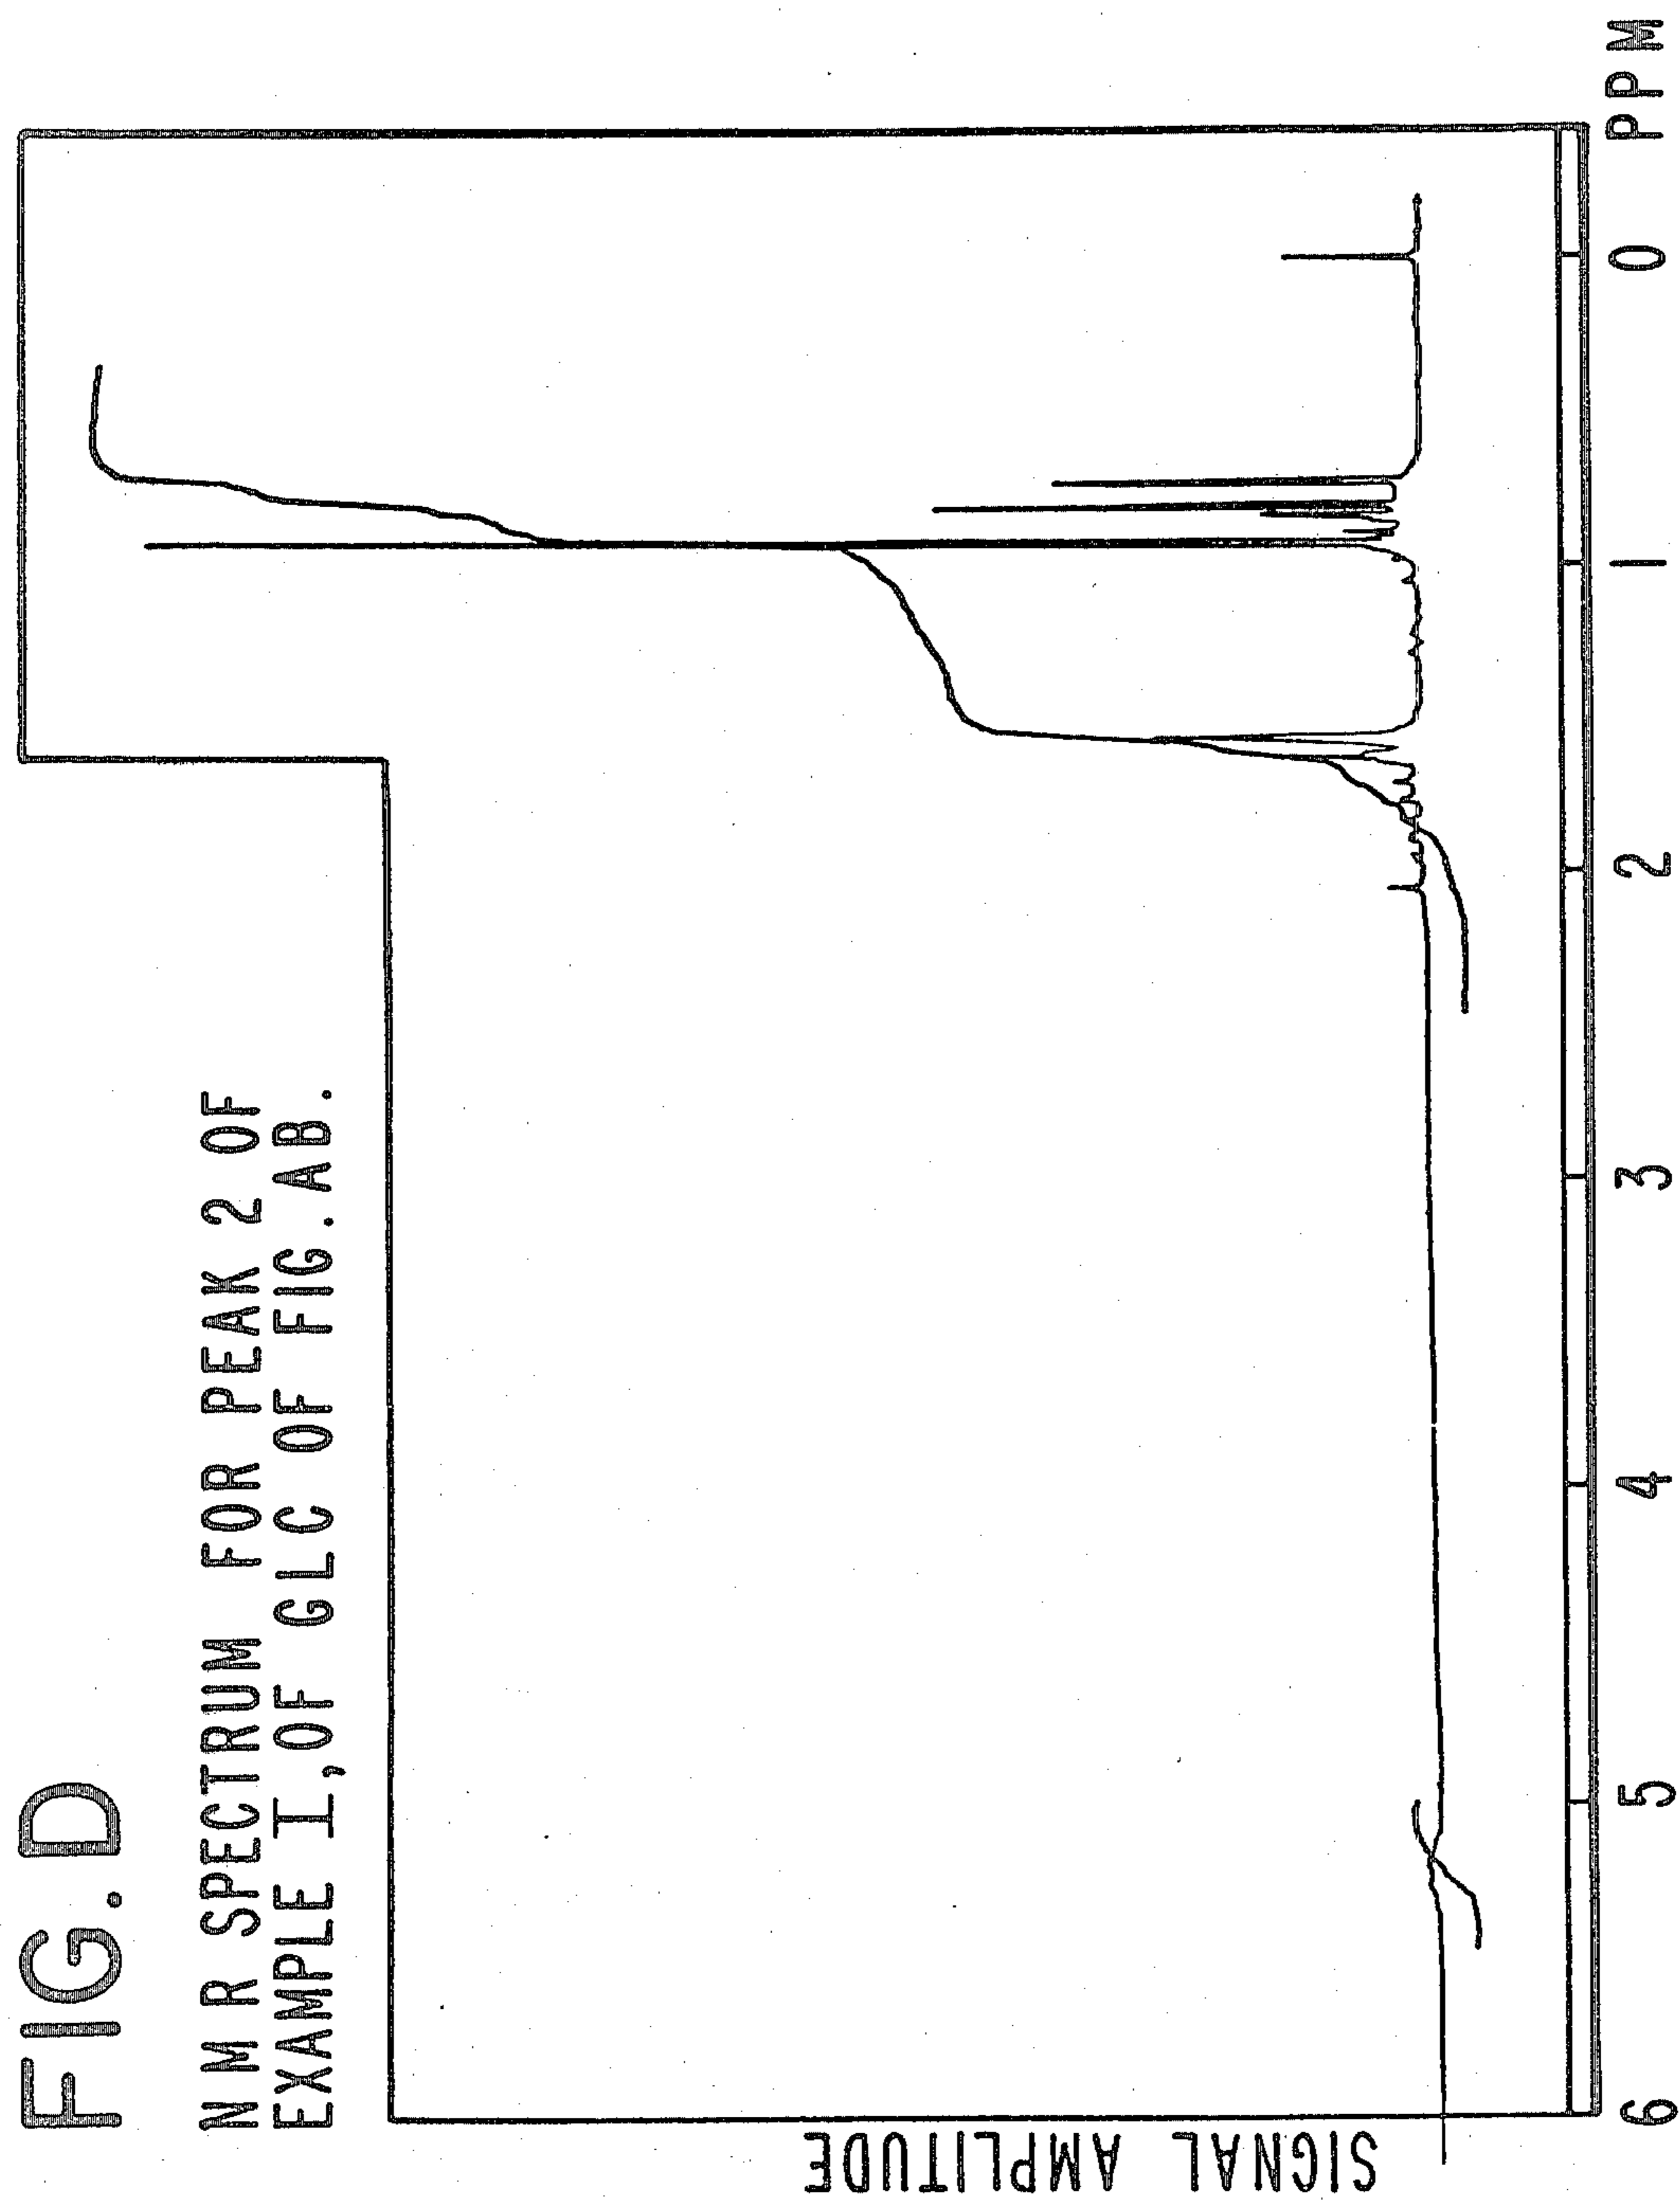 FIG. D
NMR SPECTRUM FOR PEAK 2 OF
EXAMPLE I, OF GLC OF FIG. AB.
SIGNAL AMPLITUDE
6 5 4 3 2 1 0 PPM